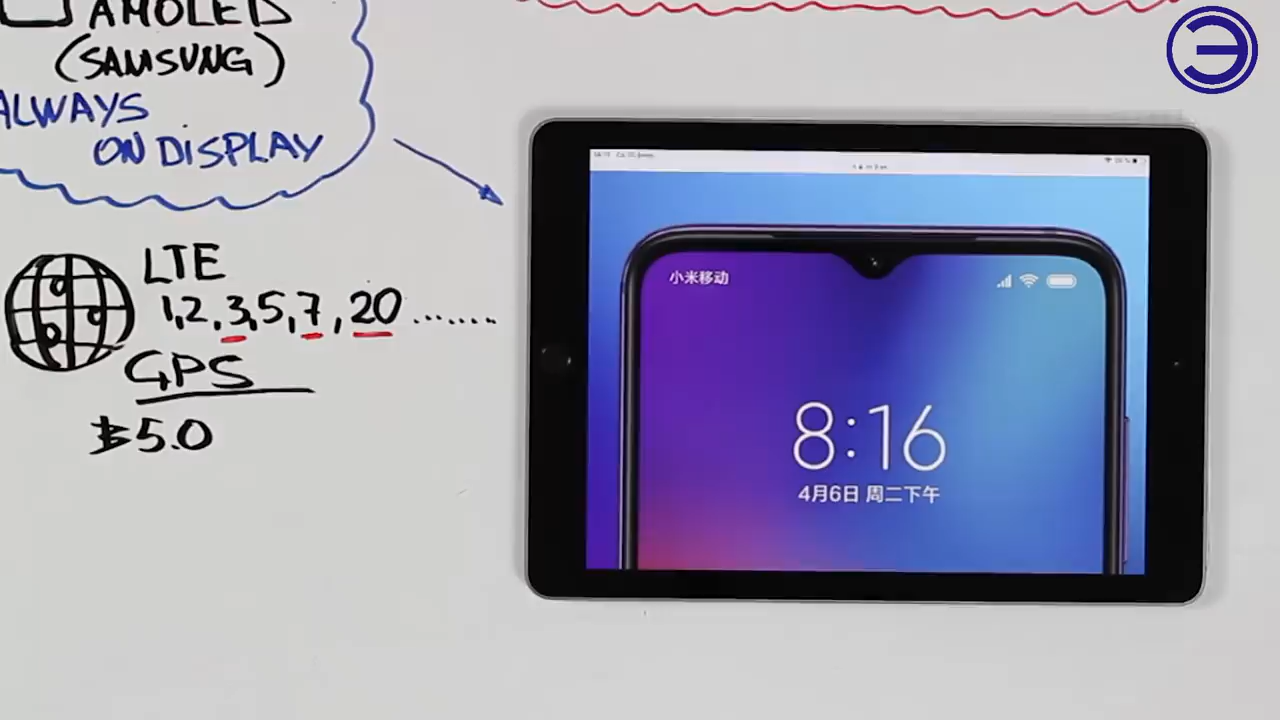 AMOLED
(SAMSUNG)
ALWAYS
ON DISPLAY
LTE
1,2,3,5,7,20.......
GPS
5.0
小米移动
8:16
4月6日 周二下午
Э